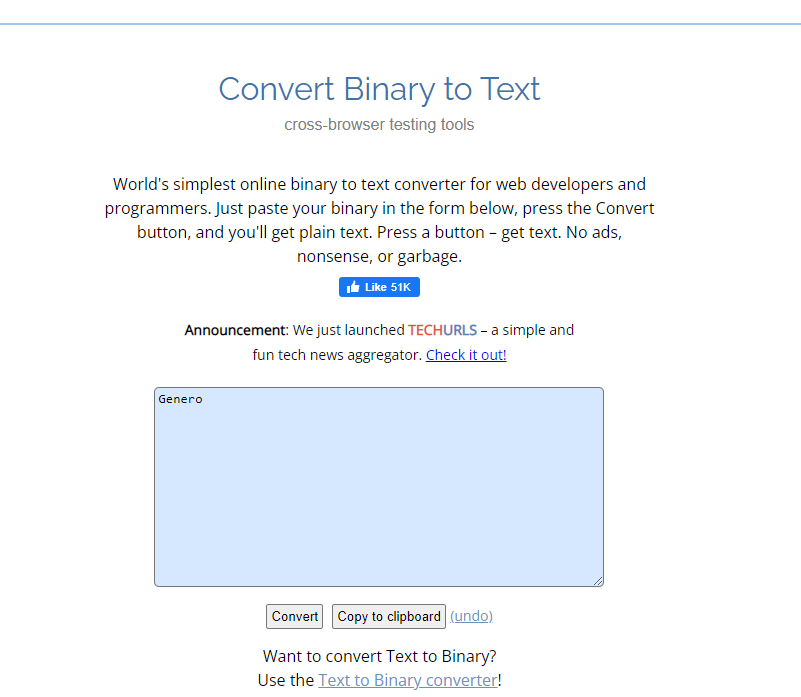 Convert Binary to Text
cross-browser testing tools
World's simplest online binary to text converter for web developers and
programmers. Just paste your binary in the form below, press the Convert
button, and you'll get plain text. Press a button – get text. No ads,
nonsense, or garbage.
Like 51K
Announcement: We just launched TECHURLS – a simple and
fun tech news aggregator. Check it out!
Genero
Convert Copy to clipboard (undo)
Want to convert Text to Binary?
Use the Text to Binary converter!